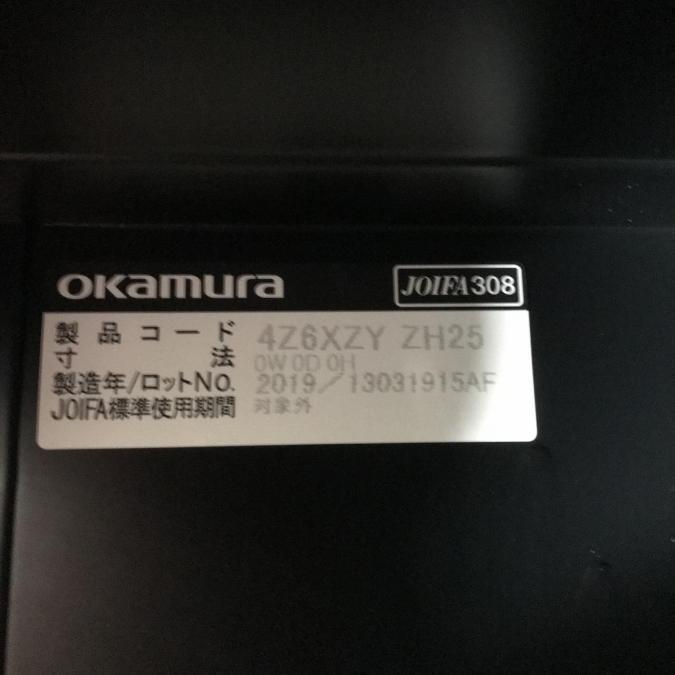 okamura
JOIFA308
製品コード 4Z6XZY ZH25
寸法 0W 0D 0H
製造年/ロットNo. 2019/13031915AF
JOIFA標準使用期間 対象外